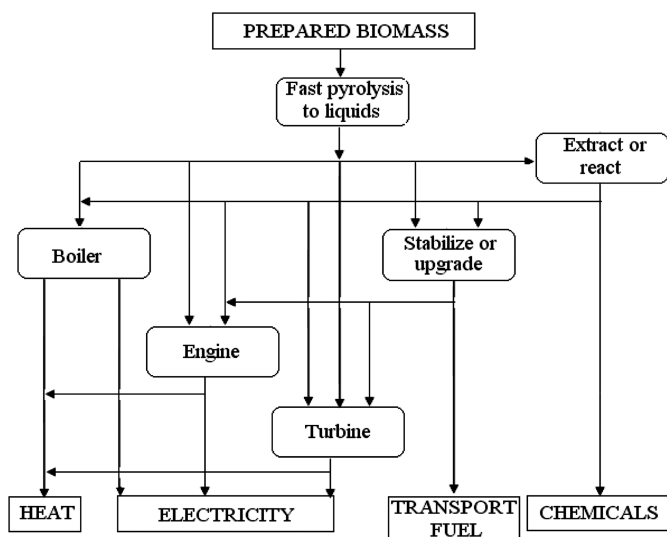 PREPARED BIOMASS
Fast pyrolysis
to liquids
Extract or
react
Boiler
Stabilize or
upgrade
Engine
Turbine
HEAT
ELECTRICITY
TRANSPORT
FUEL
CHEMICALS